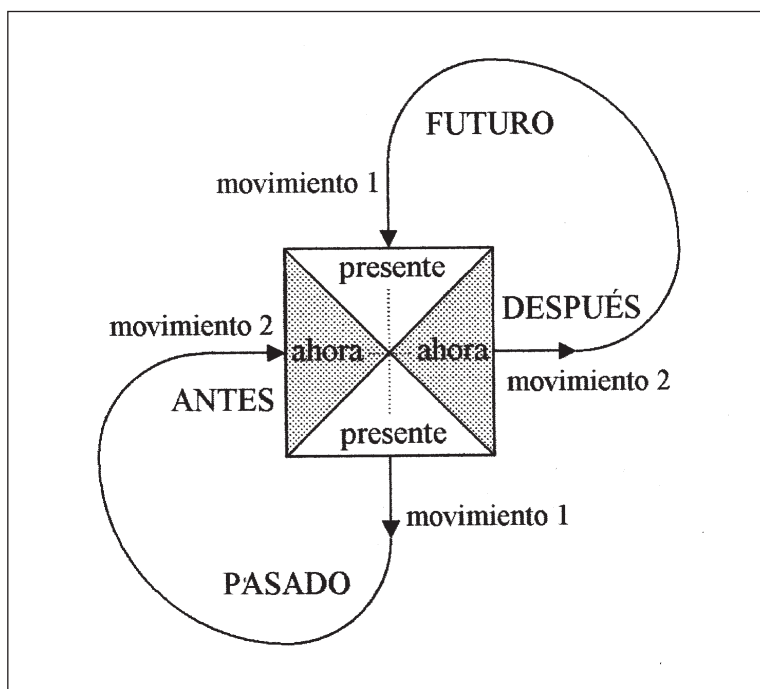 FUTURO
movimiento 1
presente
DESPUÉS
movimiento 2
ahora
ahora
movimiento 2
ANTES
presente
movimiento 1
PASADO